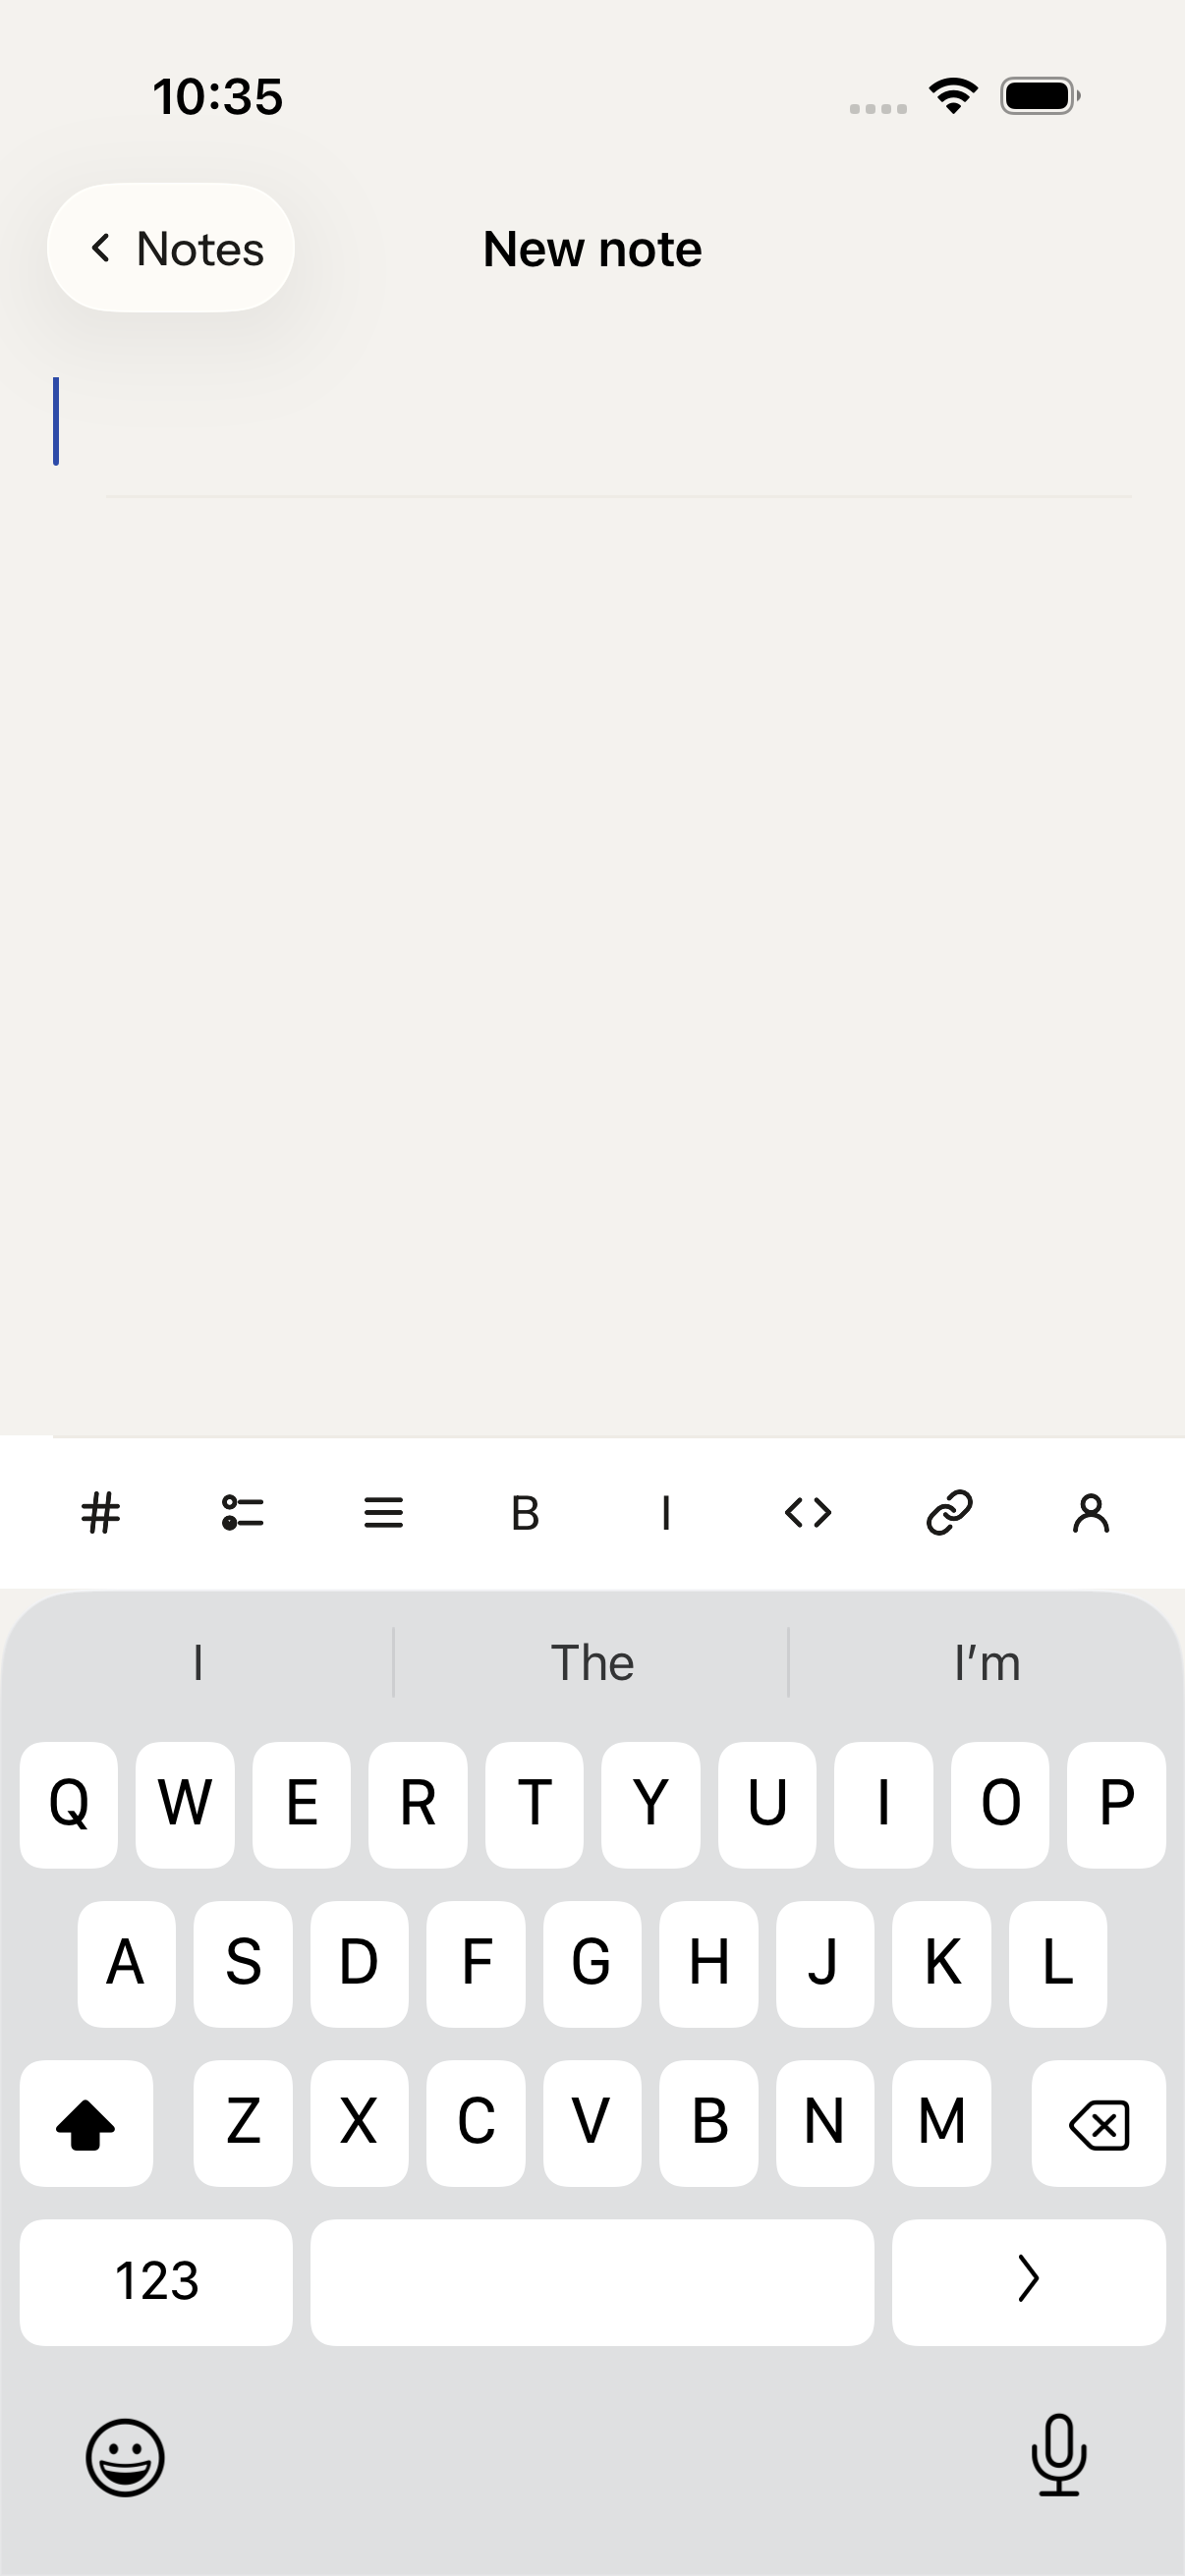 10:35
Notes
New note
# B I
I The I’m
Q W E R T Y U I O P
A S D F G H J K L
Z X C V B N M
123